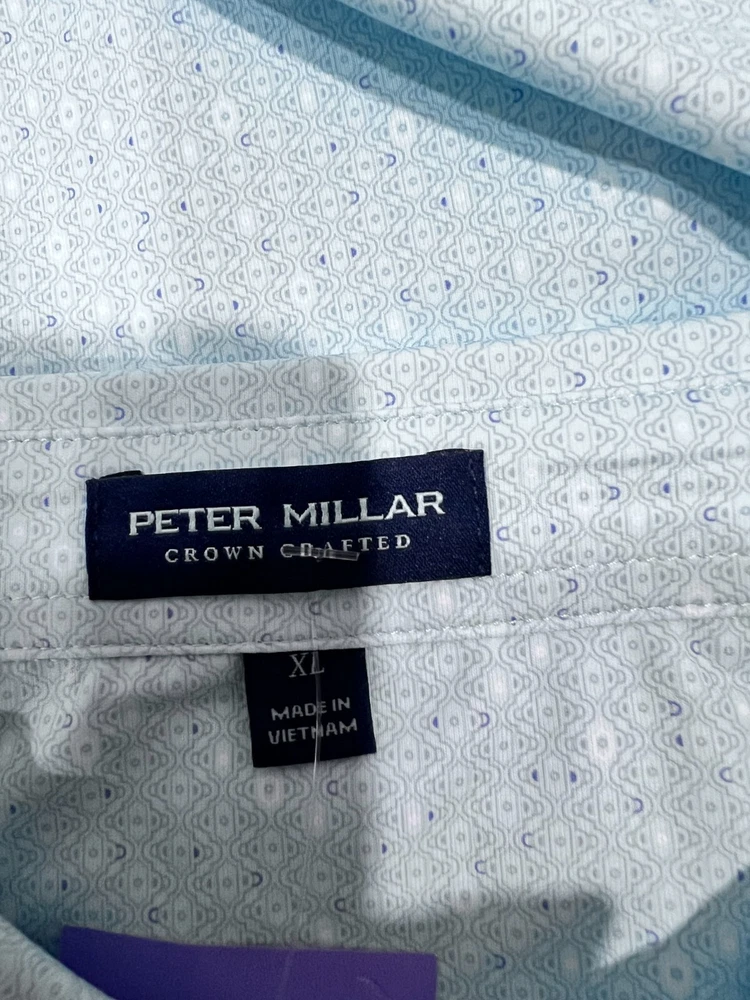 PETER MILLAR
CROWN CRAFTED
XL
MADE IN
VIETNAM